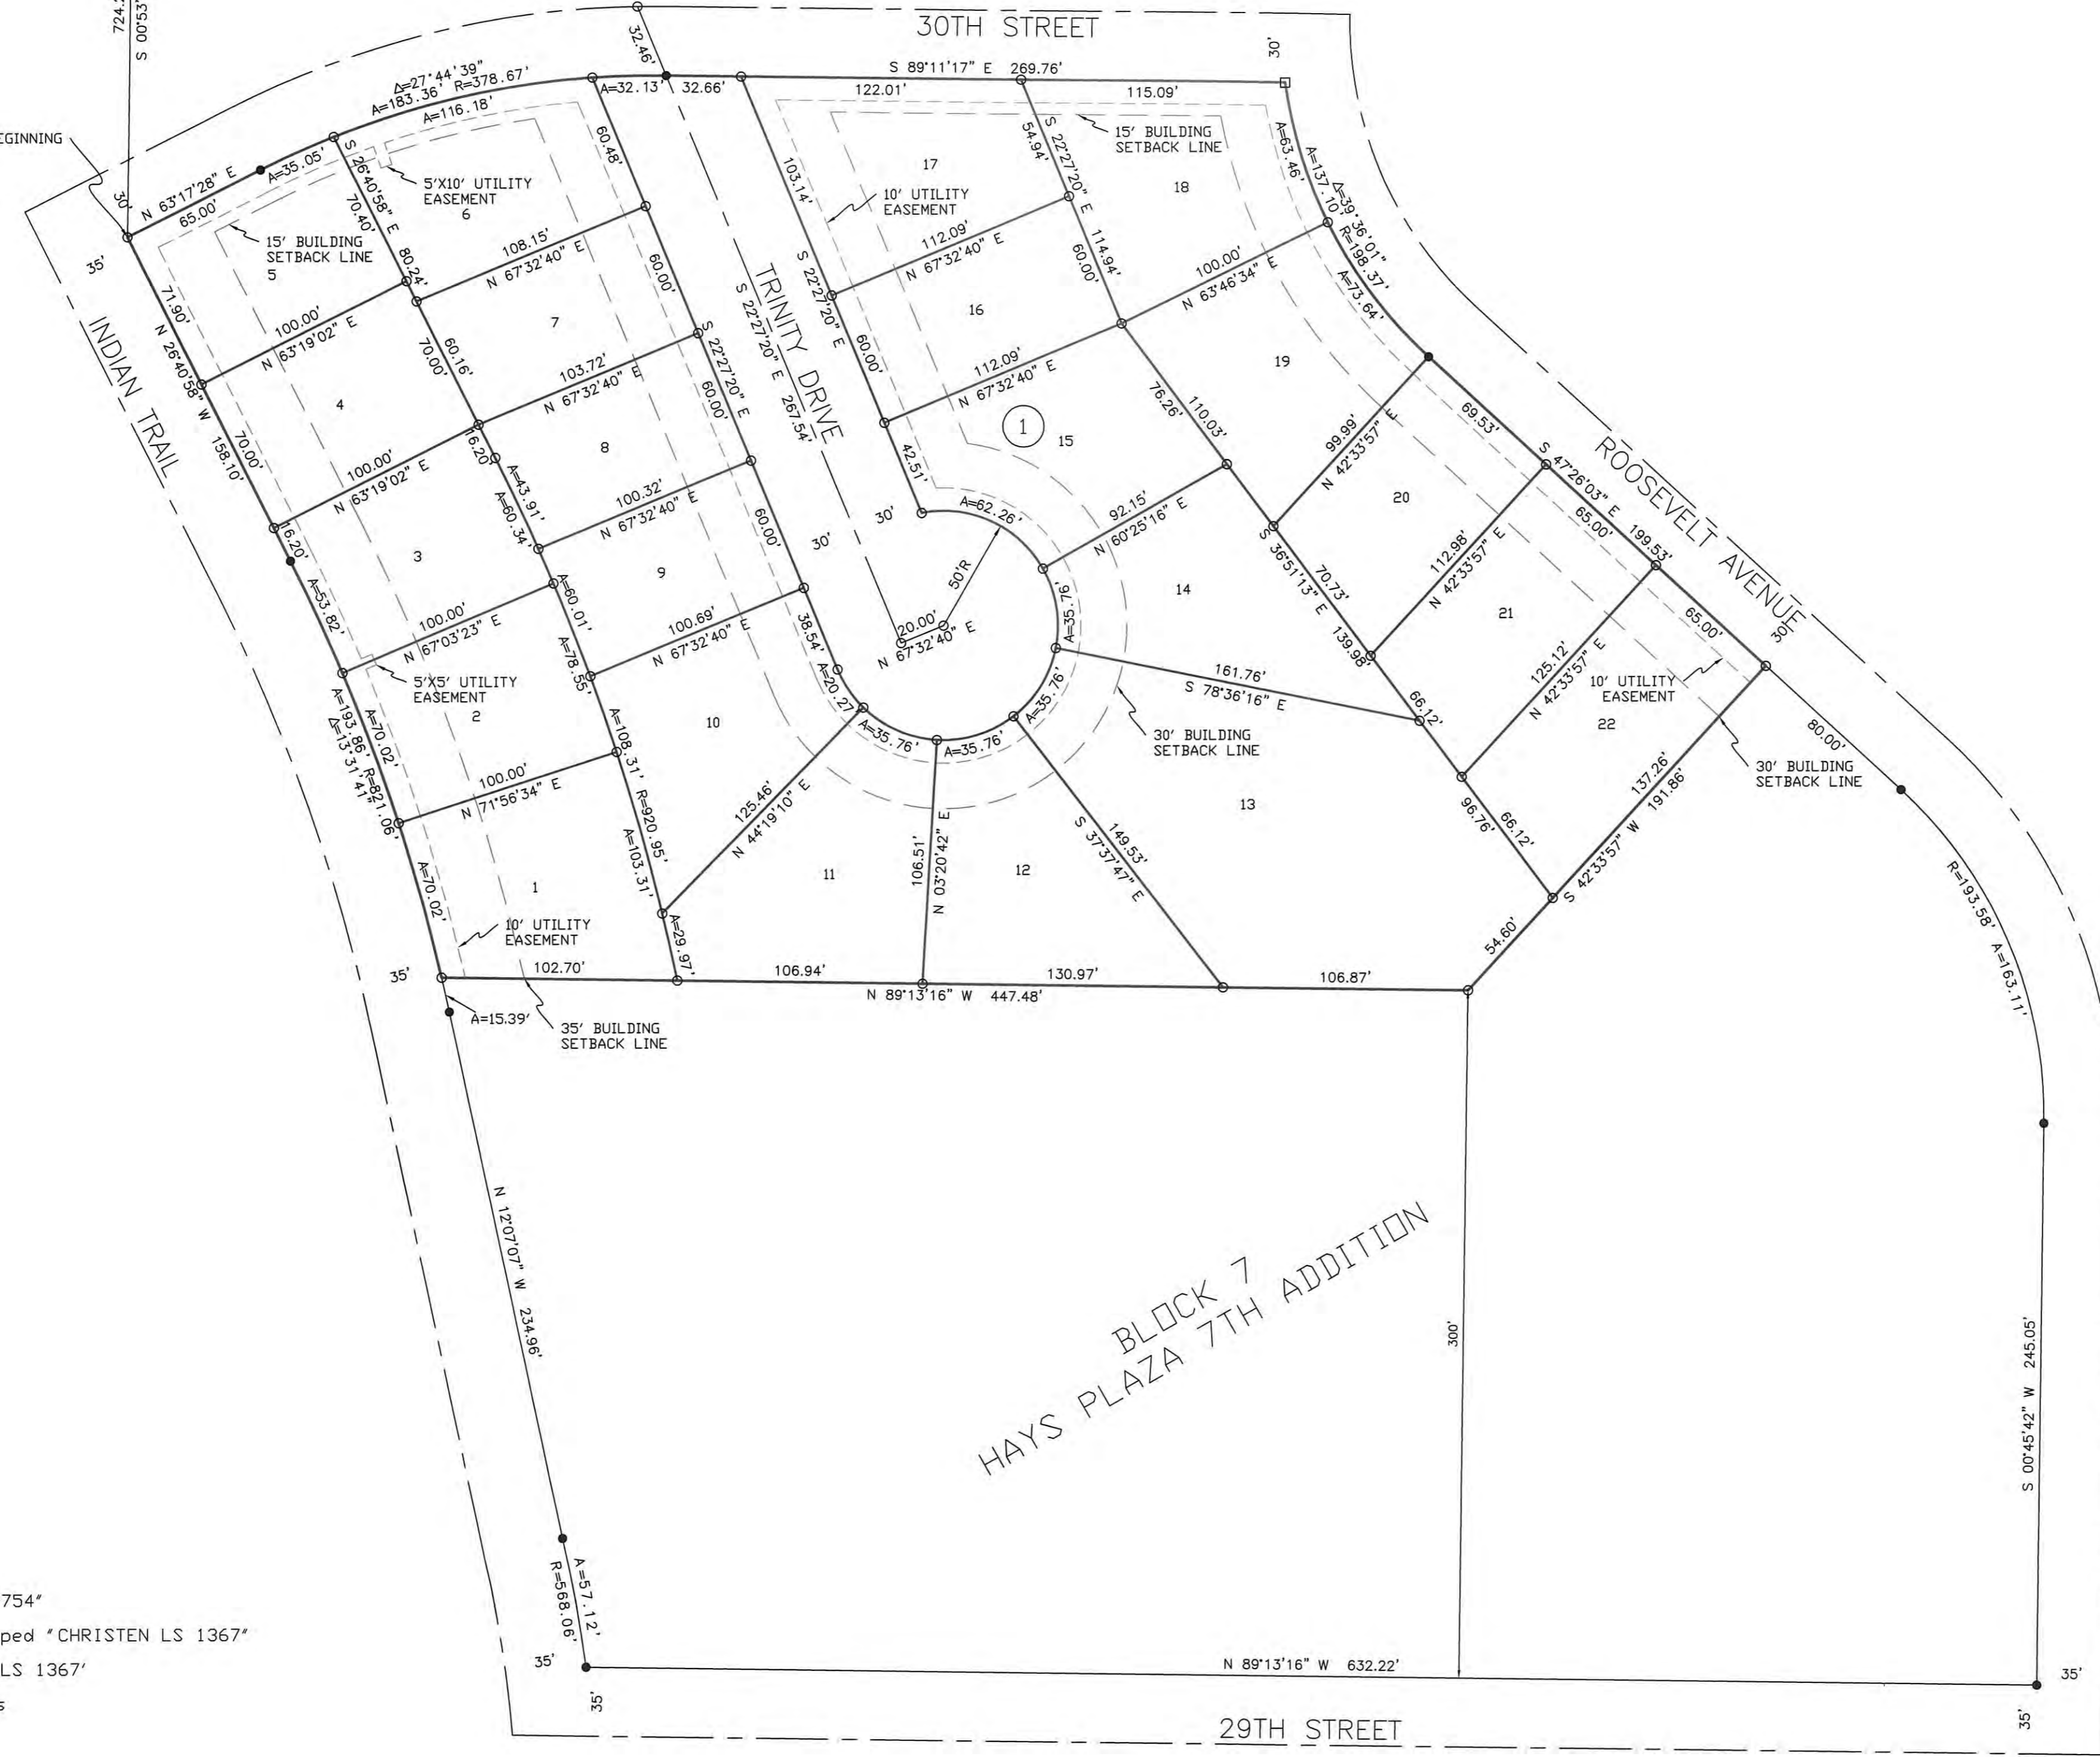 724.2
S 00°53'
EGINNING
30'
35'
30TH STREET
30'
32.46'
Δ=27°44'39"
A=183.36' R=378.67'
A=116.18'
A=32.13'
32.66'
S 89°11'17" E 269.76'
122.01'
115.09'
N 63°17'28" E
65.00'
A=35.05'
15' BUILDING
SETBACK LINE
5
5'X10' UTILITY
EASEMENT
6
S 26°40'58" E 80.24'
70.40'
60.48'
108.15'
N 67°32'40" E
71.90'
N 26°40'58" W 158.10'
100.00'
N 63°19'02" E
INDIAN TRAIL
4
70.00'
100.00'
N 63°19'02" E
60.16'
70.00'
7
60.00'
103.72'
N 67°32'40" E
S 22°27'20" E
60.00'
8
16.20'
A=43.91'
A=60.34'
100.32'
N 67°32'40" E
60.00'
16.20'
A=53.82'
3
100.00'
N 67°03'23" E
9
A=60.01'
A=78.55'
100.69'
N 67°32'40" E
38.54'
A=20.27
5'X5' UTILITY
EASEMENT
2
A=193.86' R=821.06'
Δ=13°31'41"
A=70.02'
100.00'
N 71°56'34" E
A=108.31' R=920.95'
A=103.31'
10
1
A=70.02'
10' UTILITY
EASEMENT
A=29.97'
125.46'
N 44°19'10" E
TRINITY DRIVE
S 22°27'20" E 267.54'
30'
30'
103.14'
S 22°27'20" E
60.00'
42.51'
17
10' UTILITY
EASEMENT
15' BUILDING
SETBACK LINE
54.94'
S 22°27'20" E 114.94'
60.00'
18
112.09'
N 67°32'40" E
16
112.09'
N 67°32'40" E
100.00'
N 63°46'34" E
A=63.46'
A=137.10' R=198.37'
Δ=39°36'01"
A=73.64'
19
1
15
76.26'
110.03'
99.99'
N 42°33'57" E
69.53'
S 47°26'03" E 199.53'
65.00'
65.00'
ROOSEVELT AVENUE
30'
20
112.98'
N 42°33'57" E
A=62.26'
50'R
20.00'
N 67°32'40" E
92.15'
N 60°25'16" E
A=35.76'
14
S 36°51'13" E 139.98'
70.73'
21
125.12'
N 42°33'57" E
10' UTILITY
EASEMENT
22
161.76'
S 78°36'16" E
66.12'
A=35.76'
A=35.76'
A=35.76'
30' BUILDING
SETBACK LINE
30' BUILDING
SETBACK LINE
80.00'
137.26'
S 42°33'57" W 191.86'
66.12'
96.76'
13
149.53'
S 37°37'47" E
11
106.51'
N 03°20'42" E
12
54.60'
R=193.58' A=163.11'
35'
102.70'
106.94'
130.97'
106.87'
N 89°13'16" W 447.48'
A=15.39'
35' BUILDING
SETBACK LINE
N 12°07'07" W 234.96'
BLOCK 7
HAYS PLAZA 7TH ADDITION
300'
S 00°45'42" W 245.05'
A=57.12'
R=568.06'
754"
ped "CHRISTEN LS 1367"
LS 1367'
s
35'
35'
N 89°13'16" W 632.22'
35'
35'
29TH STREET